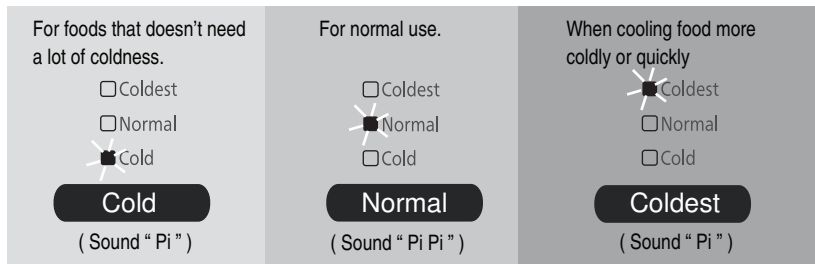 For foods that doesn't need
a lot of coldness.
Coldest
Normal
Cold
Cold
( Sound “ Pi ” )
For normal use.
Coldest
Normal
Cold
Normal
( Sound “ Pi Pi ” )
When cooling food more
coldly or quickly
Coldest
Normal
Cold
Coldest
( Sound “ Pi ” )